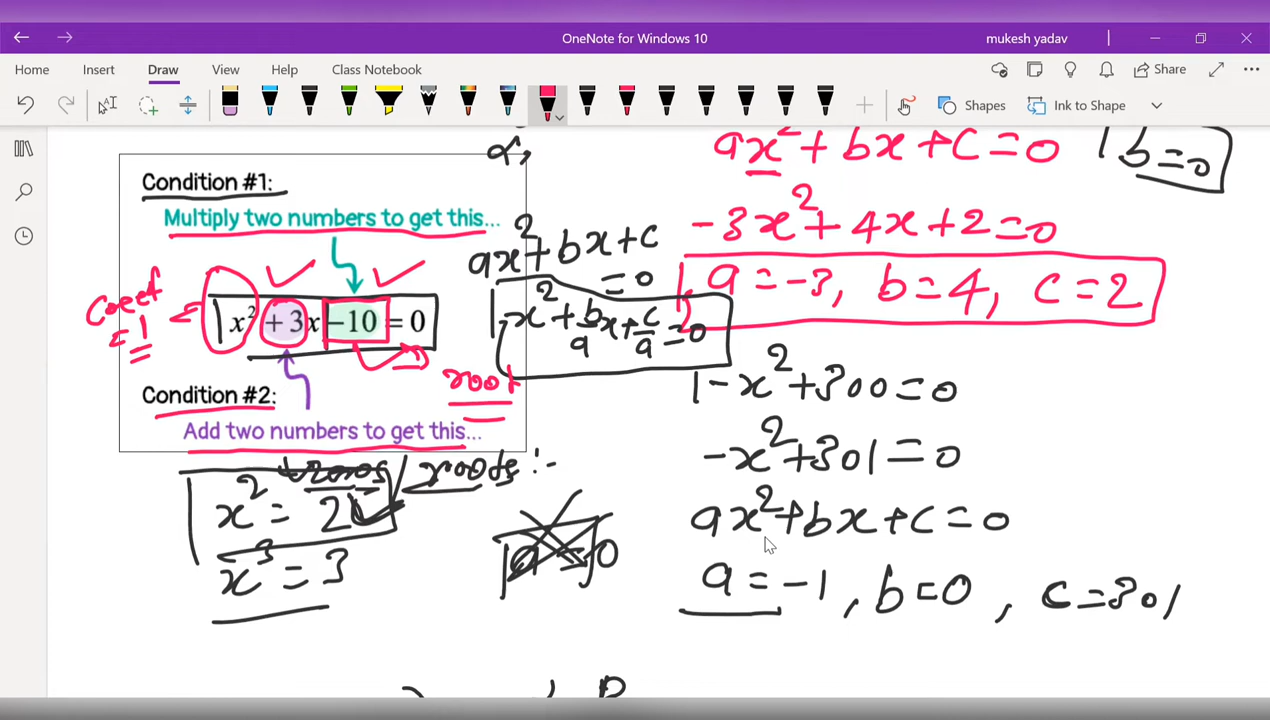 OneNote for Windows 10
mukesh yadav
Home Insert Draw View Help Class Notebook
Share
Shapes
Ink to Shape
α,
ax²+bx+c=0
b=0
Condition #1:
Multiply two numbers to get this...
ax²+bx+c
=0
-3x²+4x+2=0
a=-3, b=4, c=2
coeff
=1
x² +3x -10 = 0
x²+b/a x+c/a=0
root
1-x²+300=0
Condition #2:
Add two numbers to get this...
-x²+301=0
zeros / roots :-
x² = 2
x³ = 3
ax²+bx+c=0
a=0
a=-1, b=0, c=301